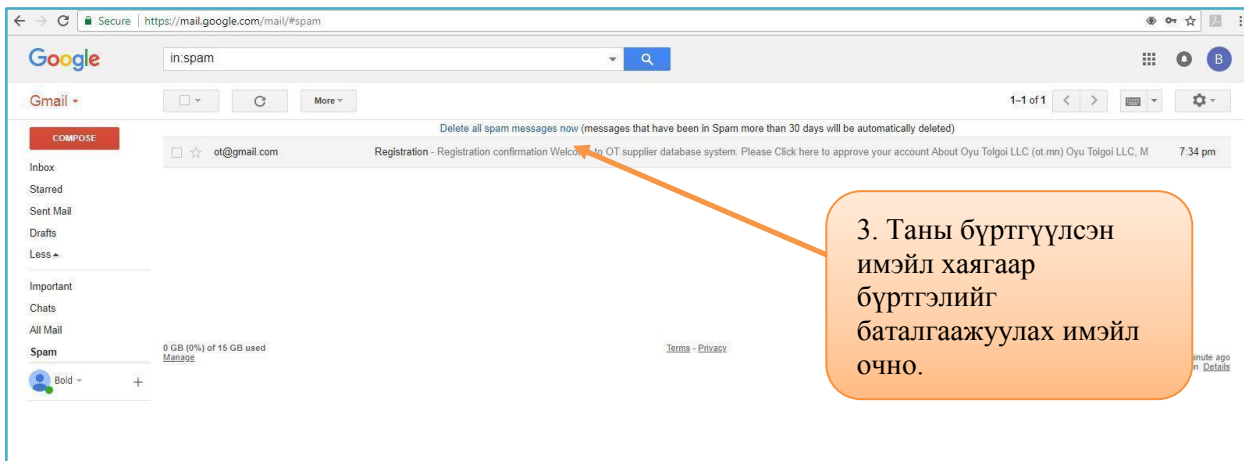 Secure | https://mail.google.com/mail/#spam
Google
in:spam
B
Gmail
More
1–1 of 1
COMPOSE
Delete all spam messages now (messages that have been in Spam more than 30 days will be automatically deleted)
ot@gmail.com Registration - Registration confirmation Welcome to OT supplier database system. Please Click here to approve your account About Oyu Tolgoi LLC (ot.mn) Oyu Tolgoi LLC, M 7:34 pm
Inbox
Starred
Sent Mail
Drafts
Less
Important
Chats
All Mail
Spam
Bold
+
0 GB (0%) of 15 GB used
Manage
Terms - Privacy
ago
Details
3. Таны бүртгүүлсэн
имэйл хаягаар
бүртгэлийг
баталгаажуулах имэйл
очно.